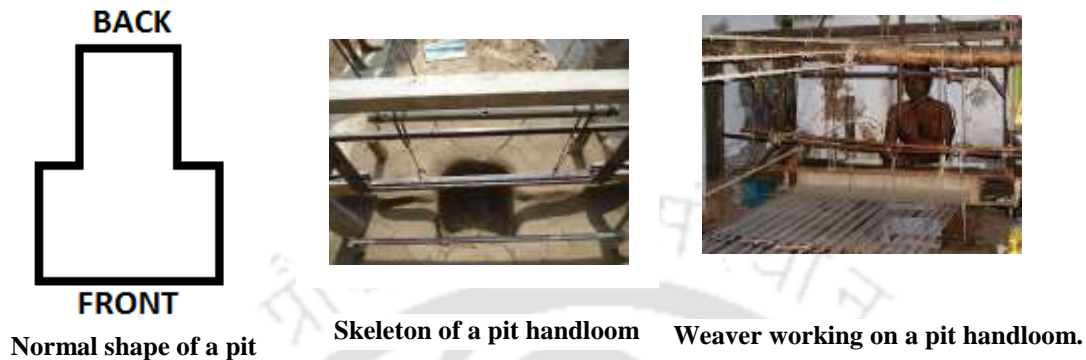 BACK
FRONT
Normal shape of a pit
Skeleton of a pit handloom
Weaver working on a pit handloom.